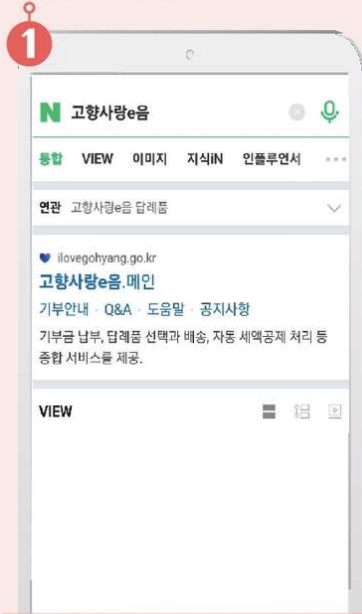 1
N 고향사랑e음
통합 VIEW 이미지 지식iN 인플루언서
연관 고향사랑e음 답례품
ilovegohyang.go.kr
고향사랑e음.메인
기부안내 · Q&A · 도움말 · 공지사항
기부금 납부, 답례품 선택과 배송, 자동 세액공제 처리 등
종합 서비스를 제공.
VIEW